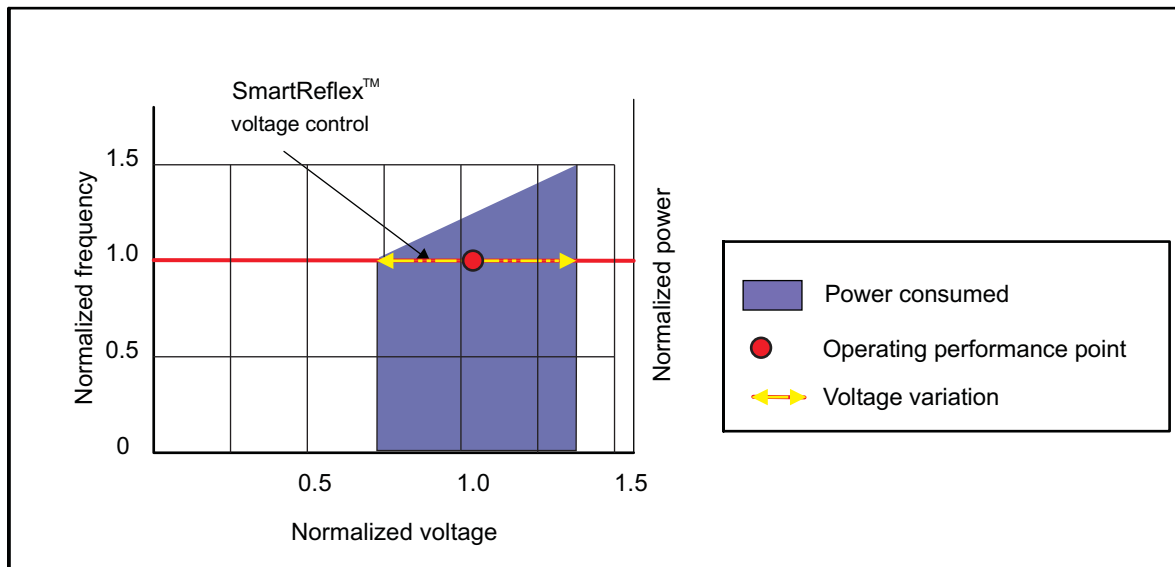 SmartReflex™
voltage control
1.5
1.0
0.5
0
Normalized frequency
0.5
1.0
1.5
Normalized voltage
Normalized power
Power consumed
Operating performance point
Voltage variation